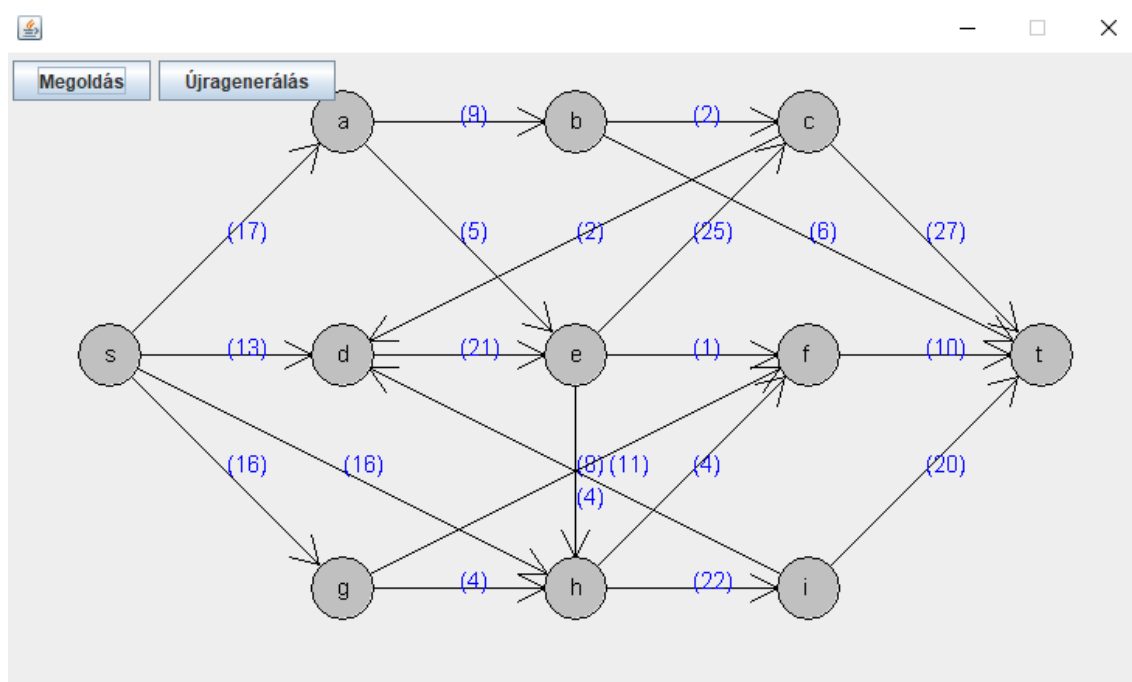 Megoldás Újragenerálás
a (9) b (2) c
(17) (5) (2) (25) (6) (27)
s (13) d (21) e (1) f (10) t
(16) (16) (8) (11) (4) (20)
(4)
g (4) h (22) i